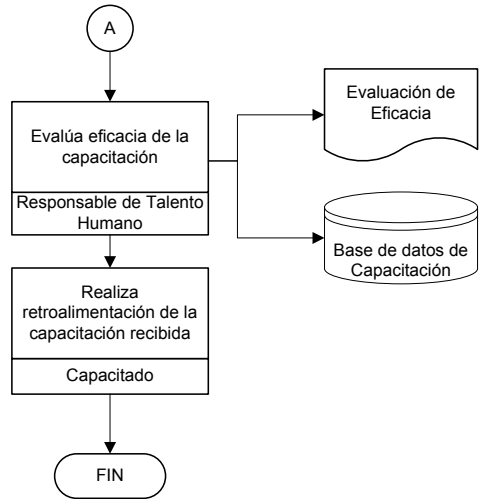 A
Evalúa eficacia de la
capacitación
Responsable de Talento
Humano
Evaluación de
Eficacia
Base de datos de
Capacitación
Realiza
retroalimentación de la
capacitación recibida
Capacitado
FIN